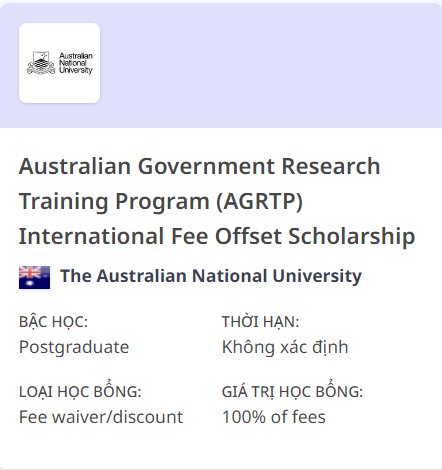 Australian
National
University
Australian Government Research
Training Program (AGRTP)
International Fee Offset Scholarship
The Australian National University
BẬC HỌC:
Postgraduate
THỜI HẠN:
Không xác định
LOẠI HỌC BỔNG:
Fee waiver/discount
GIÁ TRỊ HỌC BỔNG:
100% of fees